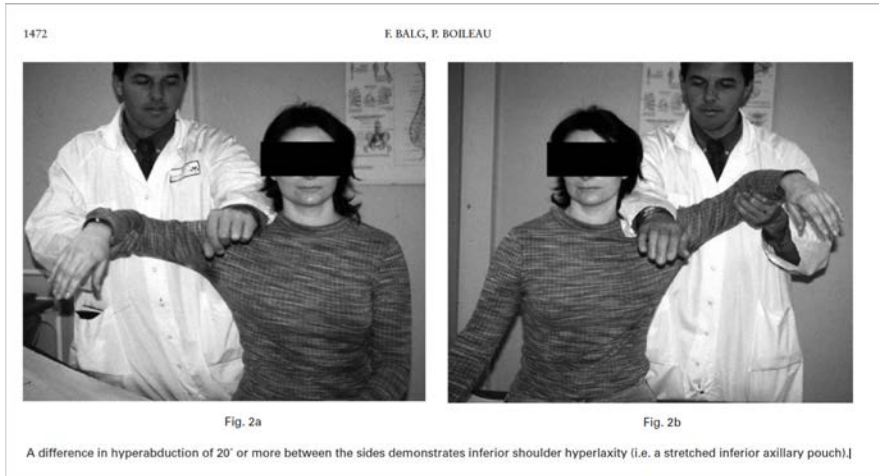 1472
F. BALG, P. BOILEAU
Fig. 2a
Fig. 2b
A difference in hyperabduction of 20° or more between the sides demonstrates inferior shoulder hyperlaxity (i.e. a stretched inferior axillary pouch).